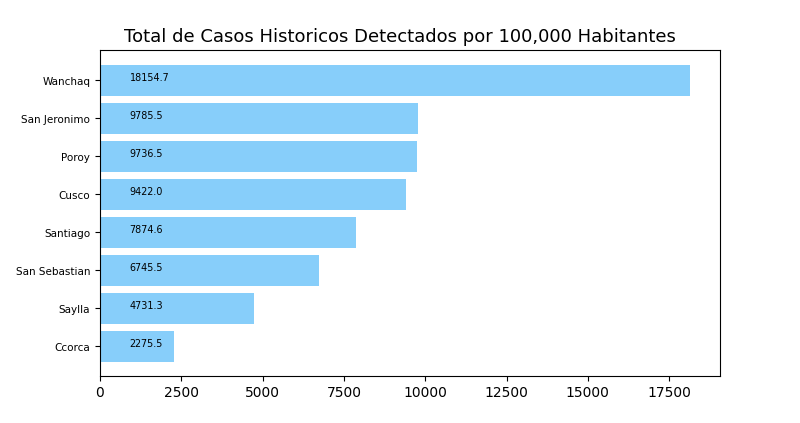 Total de Casos Historicos Detectados por 100,000 Habitantes
Wanchaq 18154.7
San Jeronimo 9785.5
Poroy 9736.5
Cusco 9422.0
Santiago 7874.6
San Sebastian 6745.5
Saylla 4731.3
Ccorca 2275.5
0 2500 5000 7500 10000 12500 15000 17500